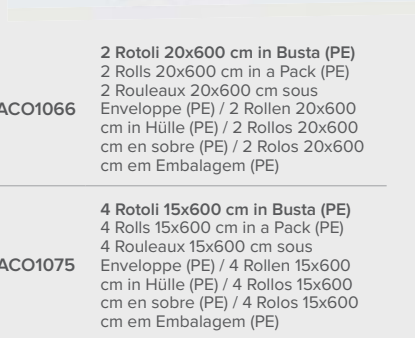 2 Rotoli 20x600 cm in Busta (PE)
2 Rolls 20x600 cm in a Pack (PE)
2 Rouleaux 20x600 cm sous
ACO1066
Enveloppe (PE) / 2 Rollen 20x600
cm in Hülle (PE) / 2 Rollos 20x600
cm en sobre (PE) / 2 Rolos 20x600
cm em Embalagem (PE)
4 Rotoli 15x600 cm in Busta (PE)
4 Rolls 15x600 cm in a Pack (PE)
4 Rouleaux 15x600 cm sous
ACO1075
Enveloppe (PE) / 4 Rollen 15x600
cm in Hülle (PE) / 4 Rollos 15x600
cm en sobre (PE) / 4 Rolos 15x600
cm em Embalagem (PE)